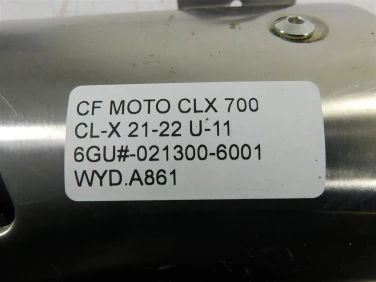 CF MOTO CLX 700
CL-X 21-22 U-11
6GU#-021300-6001
WYD.A861